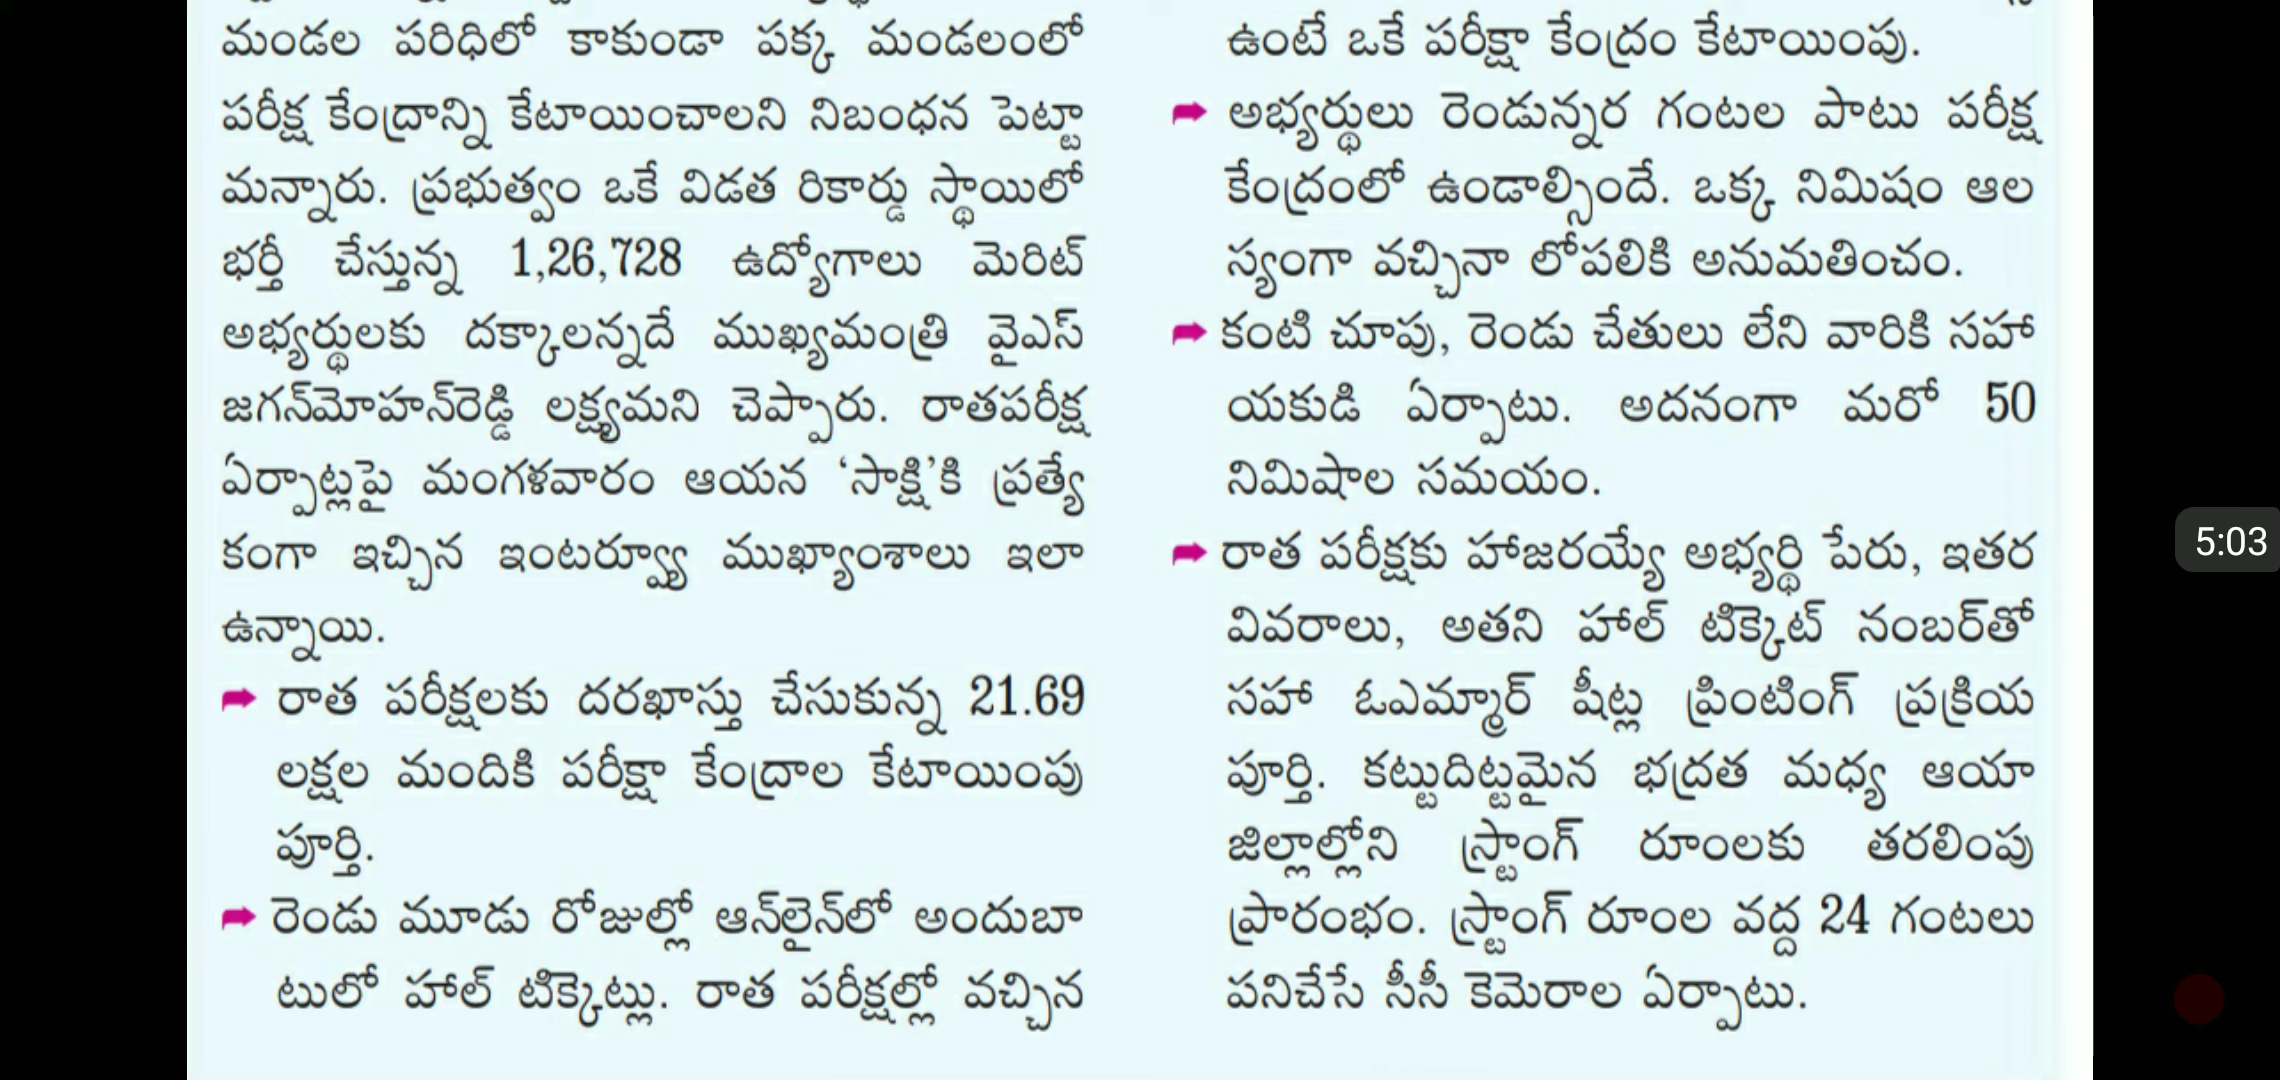 మండల పరిధిలో కాకుండా పక్క మండలంలో
పరీక్ష కేంద్రాన్ని కేటాయించాలని నిబంధన పెట్టా
మన్నారు. ప్రభుత్వం ఒకే విడత రికార్డు స్థాయిలో
భర్తీ చేస్తున్న 1,26,728 ఉద్యోగాలు మెరిట్
అభ్యర్థులకు దక్కాలన్నదే ముఖ్యమంత్రి వైఎస్
జగన్‌మోహన్‌రెడ్డి లక్ష్యమని చెప్పారు. రాతపరీక్ష
ఏర్పాట్లపై మంగళవారం ఆయన ‘సాక్షి’కి ప్రత్యే
కంగా ఇచ్చిన ఇంటర్వ్యూ ముఖ్యాంశాలు ఇలా
ఉన్నాయి.
రాత పరీక్షలకు దరఖాస్తు చేసుకున్న 21.69
లక్షల మందికి పరీక్షా కేంద్రాల కేటాయింపు
పూర్తి.
రెండు మూడు రోజుల్లో ఆన్‌లైన్‌లో అందుబా
టులో హాల్ టిక్కెట్లు. రాత పరీక్షల్లో వచ్చిన
ఉంటే ఒకే పరీక్షా కేంద్రం కేటాయింపు.
అభ్యర్థులు రెండున్నర గంటల పాటు పరీక్ష
కేంద్రంలో ఉండాల్సిందే. ఒక్క నిమిషం ఆల
స్యంగా వచ్చినా లోపలికి అనుమతించం.
కంటి చూపు, రెండు చేతులు లేని వారికి సహా
యకుడి ఏర్పాటు. అదనంగా మరో 50
నిమిషాల సమయం.
రాత పరీక్షకు హాజరయ్యే అభ్యర్థి పేరు, ఇతర
వివరాలు, అతని హాల్ టిక్కెట్ నంబర్‌తో
సహా ఓఎమ్మార్ షీట్ల ప్రింటింగ్ ప్రక్రియ
పూర్తి. కట్టుదిట్టమైన భద్రత మధ్య ఆయా
జిల్లాల్లోని స్ట్రాంగ్ రూంలకు తరలింపు
ప్రారంభం. స్ట్రాంగ్ రూంల వద్ద 24 గంటలు
పనిచేసే సీసీ కెమెరాల ఏర్పాటు.
5:03